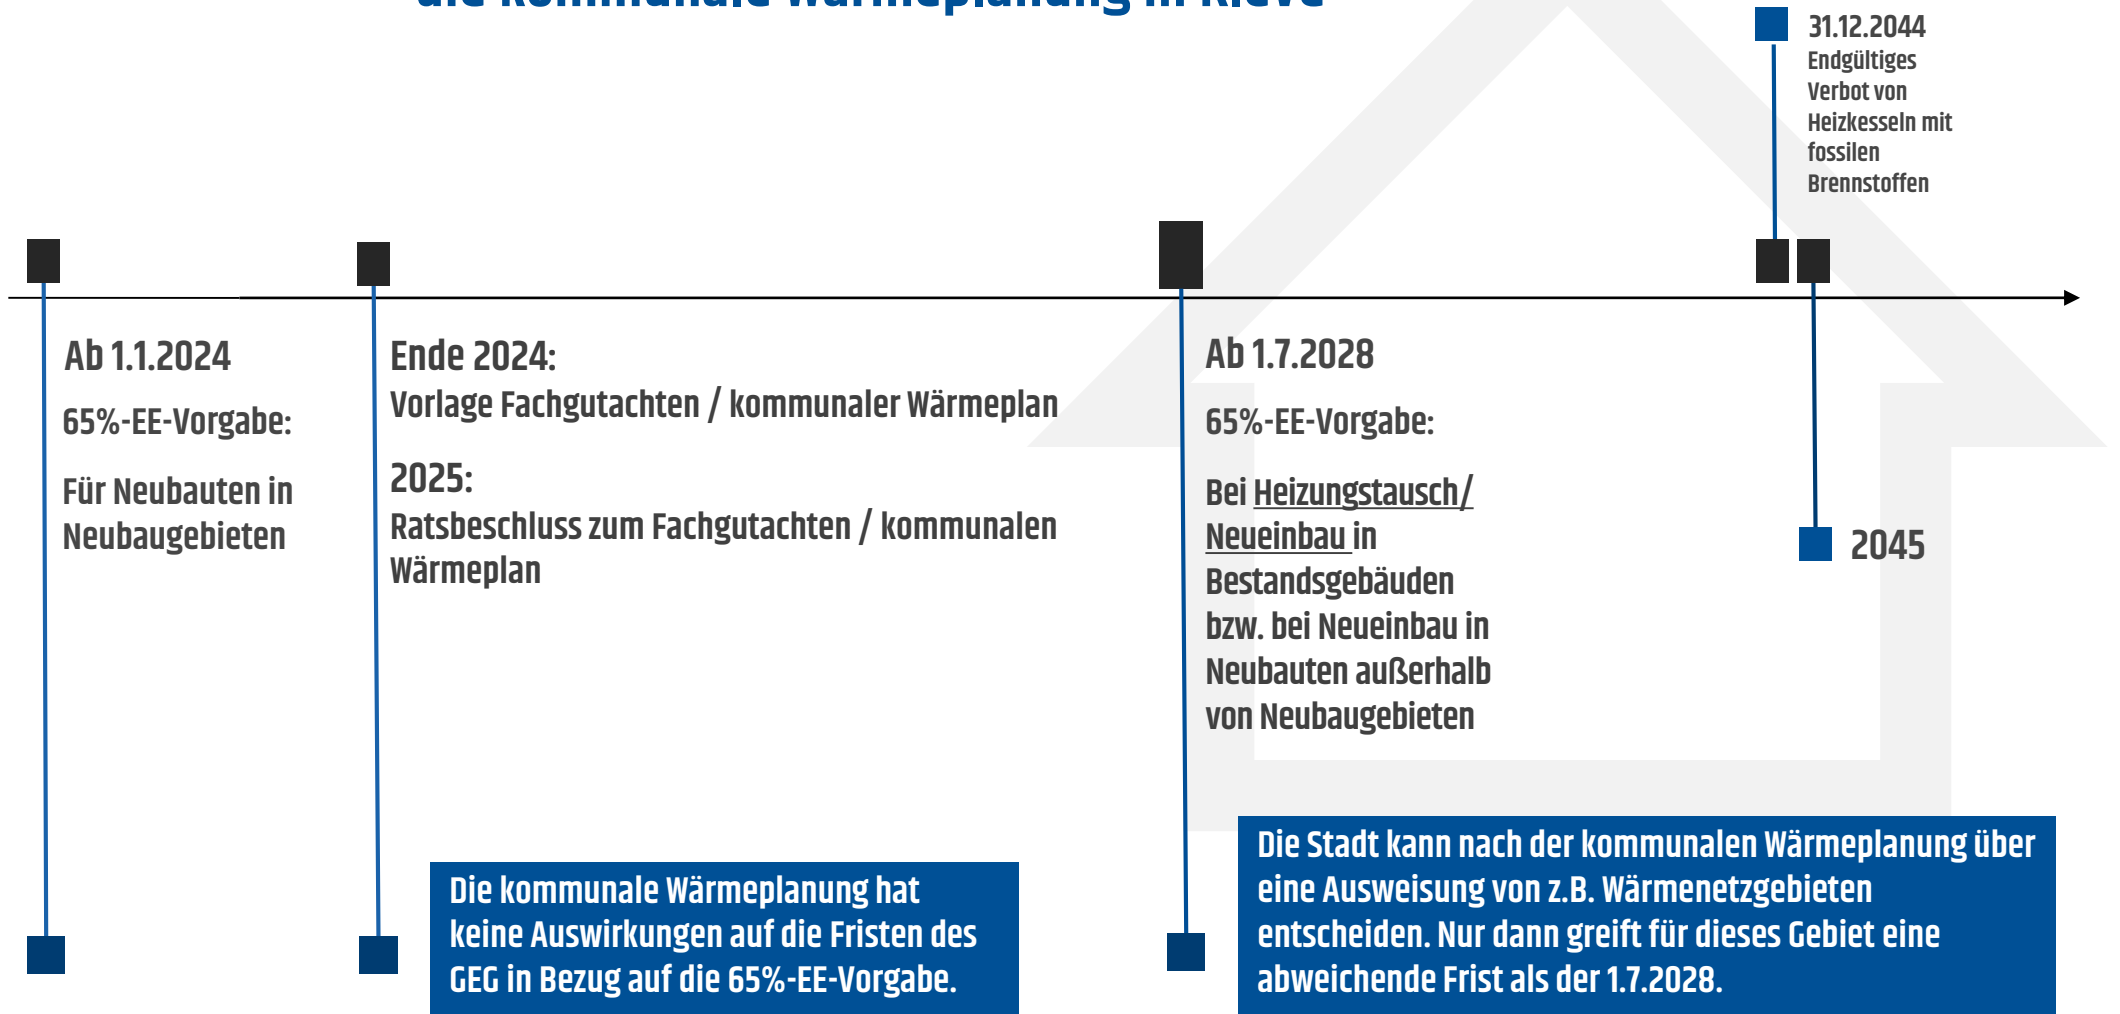 die kommunale Wärmeplanung in Kleve
31.12.2044
Endgültiges
Verbot von
Heizkesseln mit
fossilen
Brennstoffen
Ab 1.1.2024
65%-EE-Vorgabe:
Für Neubauten in
Neubaugebieten
Ende 2024:
Vorlage Fachgutachten / kommunaler Wärmeplan
2025:
Ratsbeschluss zum Fachgutachten / kommunalen
Wärmeplan
Ab 1.7.2028
65%-EE-Vorgabe:
Bei Heizungstausch/
Neueinbau in
Bestandsgebäuden
bzw. bei Neueinbau in
Neubauten außerhalb
von Neubaugebieten
2045
Die kommunale Wärmeplanung hat
keine Auswirkungen auf die Fristen des
GEG in Bezug auf die 65%-EE-Vorgabe.
Die Stadt kann nach der kommunalen Wärmeplanung über
eine Ausweisung von z.B. Wärmenetzgebieten
entscheiden. Nur dann greift für dieses Gebiet eine
abweichende Frist als der 1.7.2028.